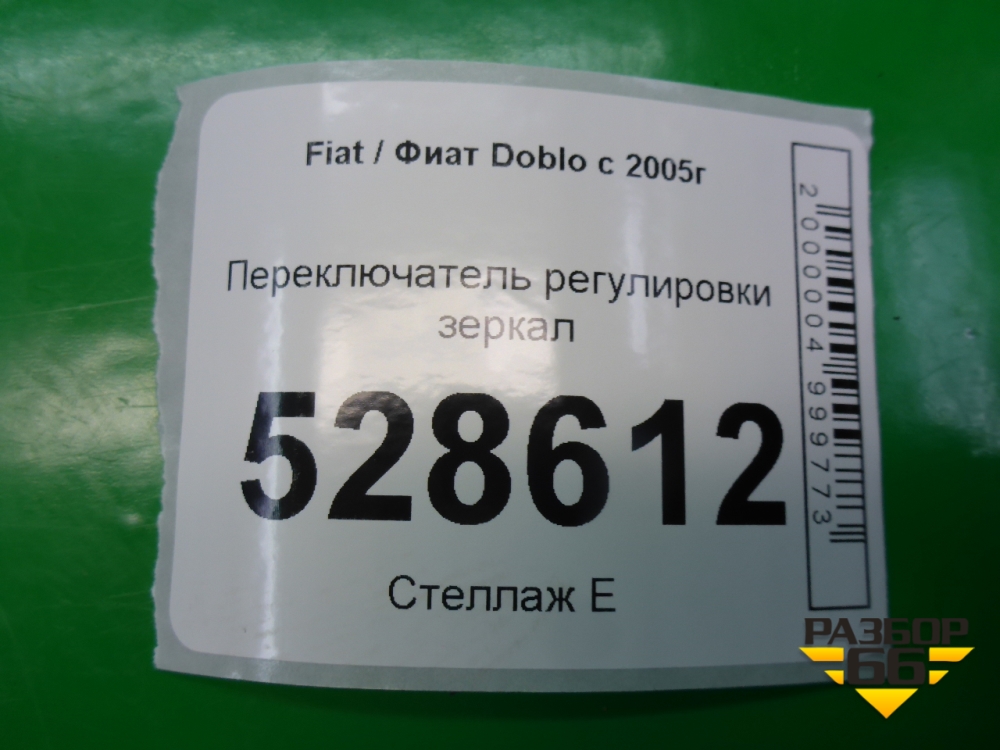 Fiat / Фиат Doblo с 2005г
Переключатель регулировки
зеркал
528612
Стеллаж Е
2000004999773
РАЗБОР
66